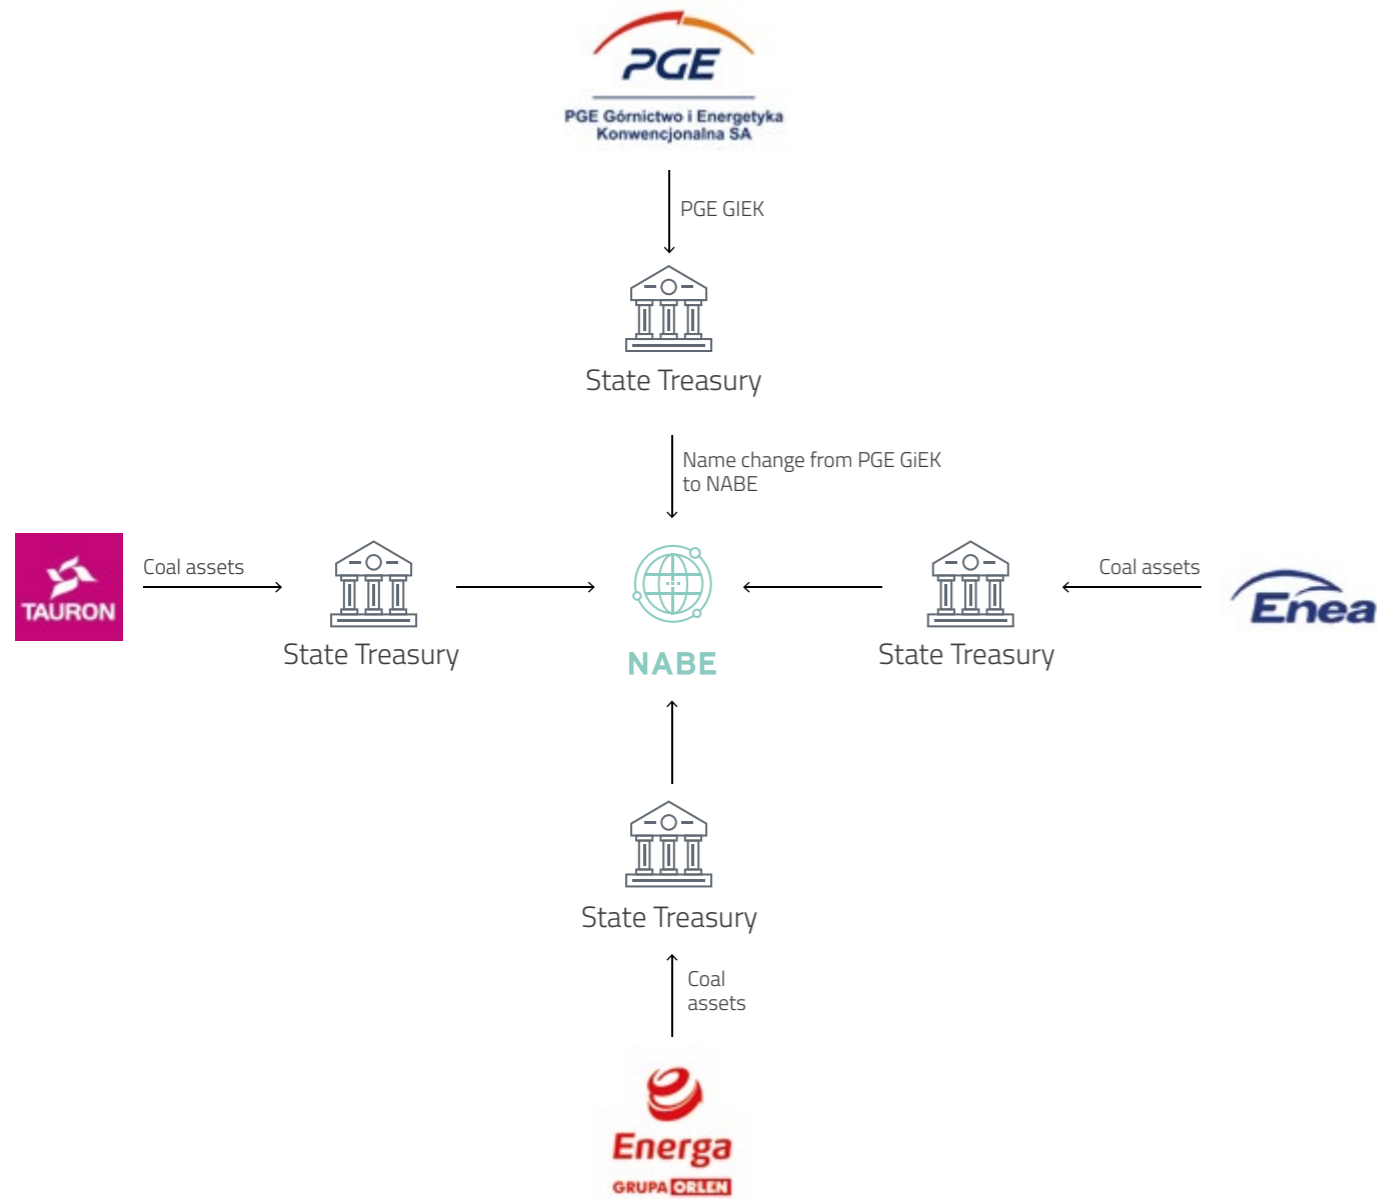 PGE
PGE Górnictwo i Energetyka
Konwencjonalna SA
PGE GIEK
State Treasury
Name change from PGE GiEK
to NABE
TAURON
Coal assets
State Treasury
NABE
State Treasury
Coal assets
Enea
State Treasury
Coal
assets
Energa
GRUPA ORLEN